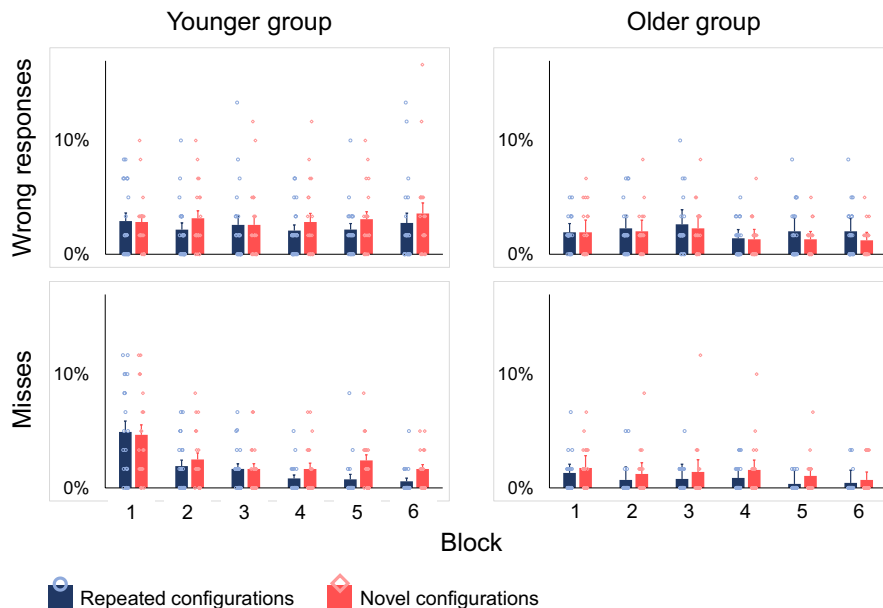 Younger group
Older group
Wrong responses
10%
0%
10%
0%
Misses
10%
0%
10%
0%
1 2 3 4 5 6
1 2 3 4 5 6
Block
Repeated configurations
Novel configurations